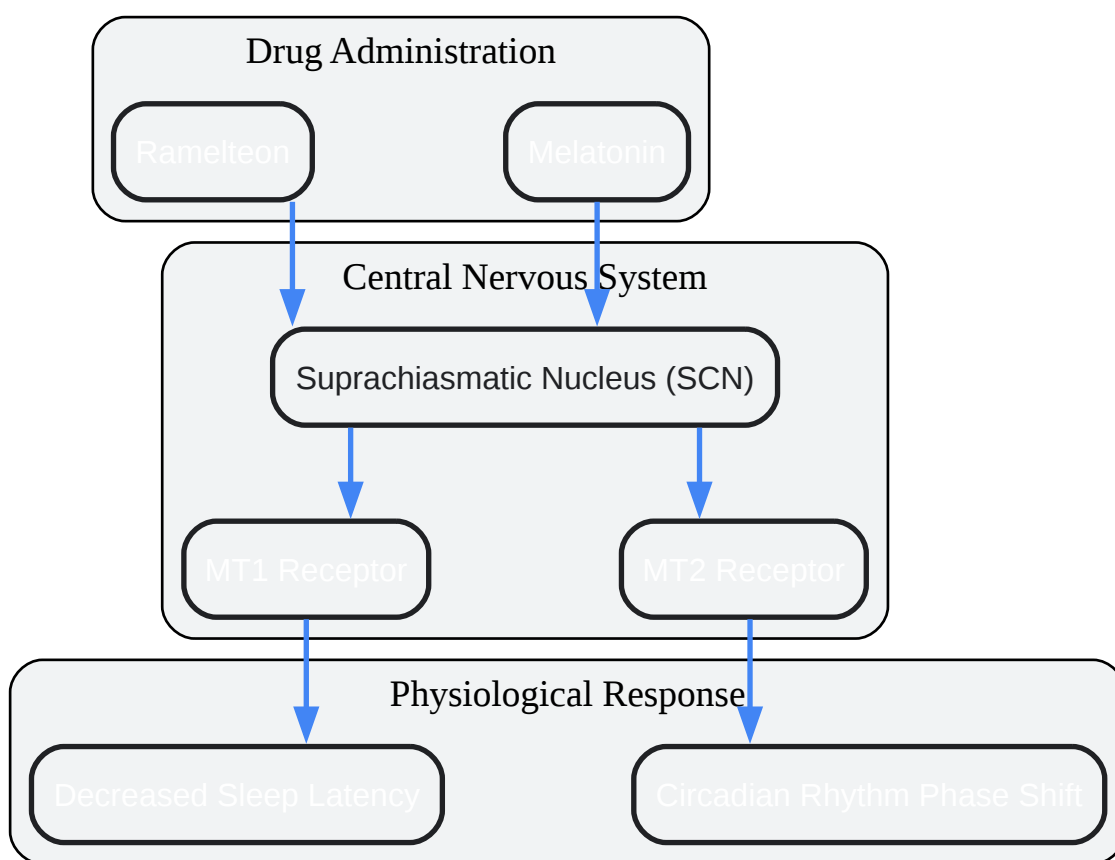 Drug Administration
Ramelteon
Melatonin
Central Nervous System
Suprachiasmatic Nucleus (SCN)
MT1 Receptor
MT2 Receptor
Physiological Response
Decreased Sleep Latency
Circadian Rhythm Phase Shift